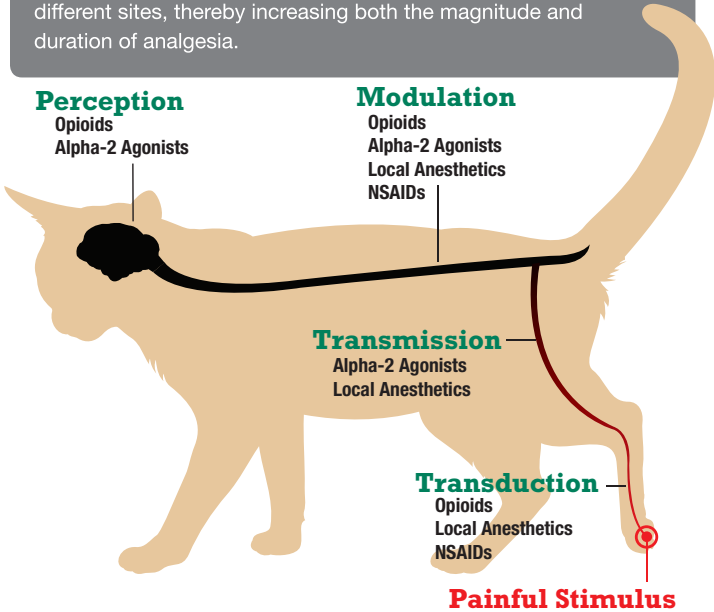 different sites, thereby increasing both the magnitude and
duration of analgesia.
Perception
Opioids
Alpha-2 Agonists
Modulation
Opioids
Alpha-2 Agonists
Local Anesthetics
NSAIDs
Transmission
Alpha-2 Agonists
Local Anesthetics
Transduction
Opioids
Local Anesthetics
NSAIDs
Painful Stimulus